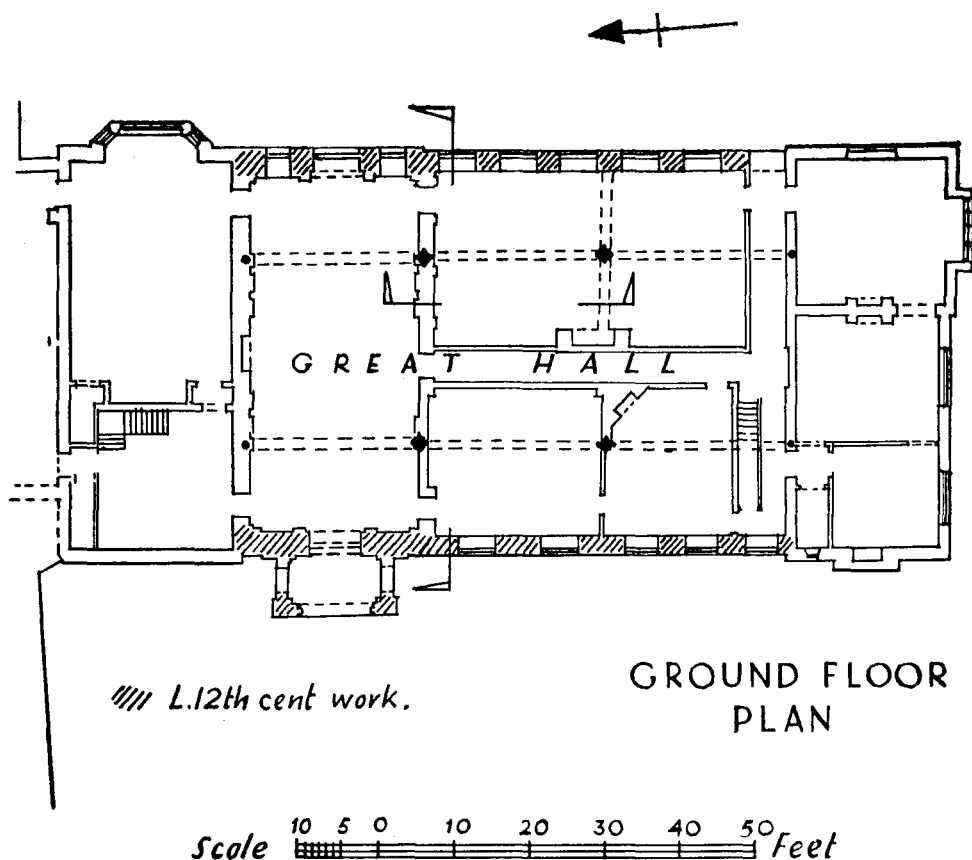 GREAT HALL
L.12th cent work.
GROUND FLOOR
PLAN
Scale 10 5 0 10 20 30 40 50 Feet